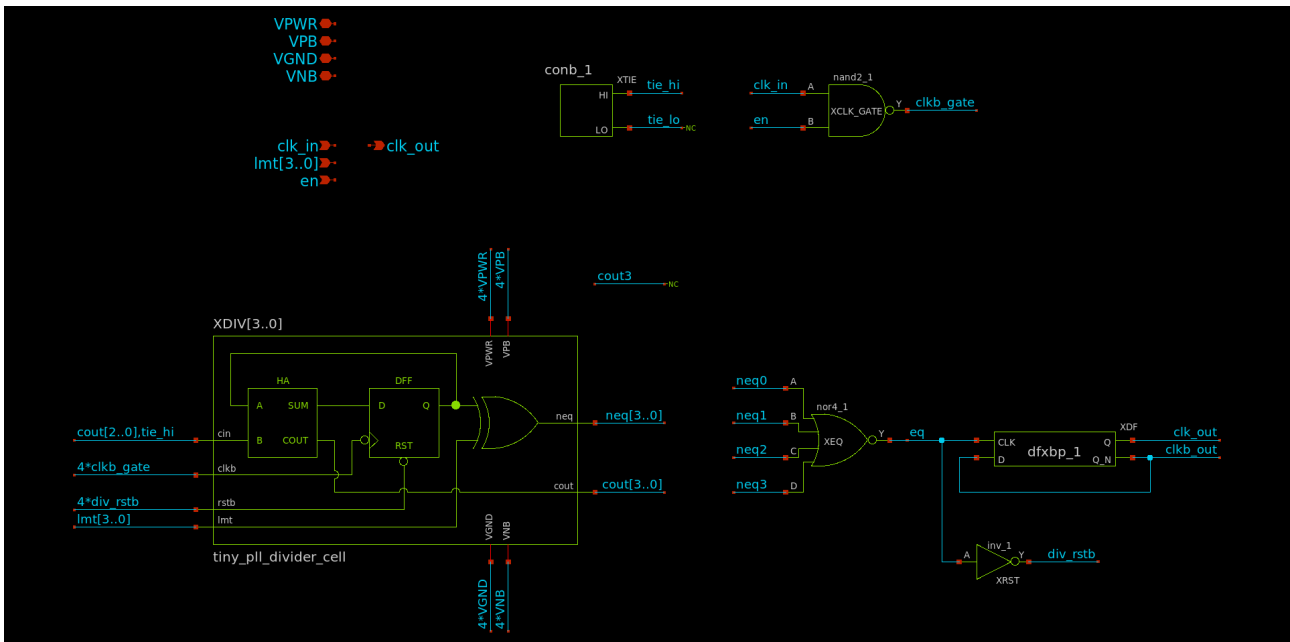 VPWR
VPB
VGND
VNB
clk_in
lmt[3..0]
en
clk_out
conb_1
XTIE
HI
tie_hi
LO
tie_lo
NC
nand2_1
clk_in
A
XCLK_GATE
Y
clkb_gate
en
B
4*VPWR
4*VPB
cout3
NC
XDIV[3..0]
VPWR
VPB
HA
A
SUM
B
COUT
DFF
D
Q
RST
cout[2..0],tie_hi
cin
4*clkb_gate
clkb
4*div_rstb
rstb
lmt[3..0]
lmt
neq
neq[3..0]
cout
cout[3..0]
VGND
VNB
tiny_pll_divider_cell
4*VGND
4*VNB
neq0
A
neq1
B
neq2
C
neq3
D
nor4_1
XEQ
Y
eq
XDF
CLK
Q
clk_out
D
dfxbp_1
Q_N
clkb_out
inv_1
A
Y
div_rstb
XRST